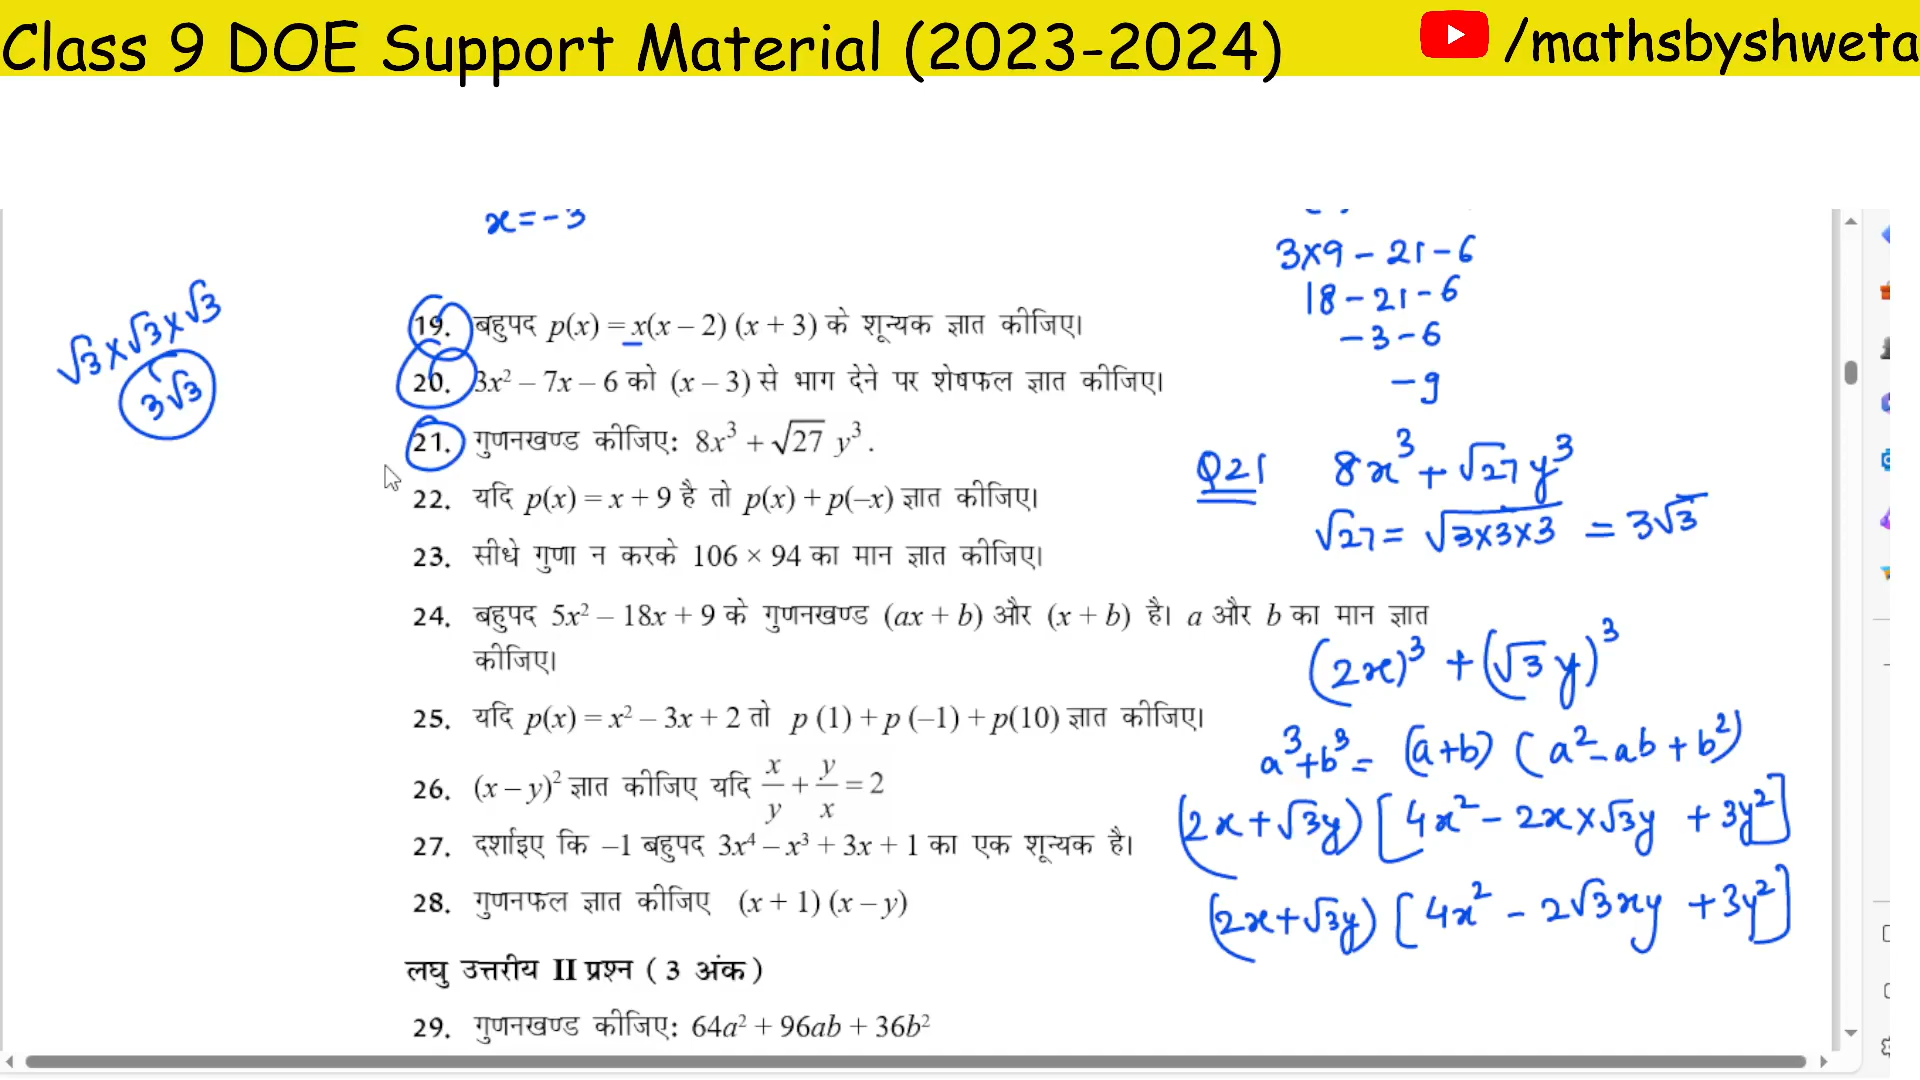 Class 9 DOE Support Material (2023-2024)
/mathsbyshweta
x = -3
√3 × √3 × √3
3√3
19. बहुपद p(x) = x(x – 2) (x + 3) के शून्यक ज्ञात कीजिए।
20. 3x² – 7x – 6 को (x – 3) से भाग देने पर शेषफल ज्ञात कीजिए।
21. गुणनखण्ड कीजिए: 8x³ + √27 y³.
22. यदि p(x) = x + 9 है तो p(x) + p(–x) ज्ञात कीजिए।
23. सीधे गुणा न करके 106 × 94 का मान ज्ञात कीजिए।
24. बहुपद 5x² – 18x + 9 के गुणनखण्ड (ax + b) और (x + b) है। a और b का मान ज्ञात
कीजिए।
25. यदि p(x) = x² – 3x + 2 तो p (1) + p (–1) + p(10) ज्ञात कीजिए।
26. (x – y)² ज्ञात कीजिए यदि x/y + y/x = 2
27. दर्शाइए कि –1 बहुपद 3x⁴ – x³ + 3x + 1 का एक शून्यक है।
28. गुणनफल ज्ञात कीजिए (x + 1) (x – y)
लघु उत्तरीय II प्रश्न ( 3 अंक )
29. गुणनखण्ड कीजिए: 64a² + 96ab + 36b²
3×9 - 21 - 6
18 - 21 - 6
-3 - 6
-9
Q21 8x³ + √27 y³
√27 = √3×3×3 = 3√3
(2x)³ + (√3 y)³
a³+b³ = (a+b) (a² - ab + b²)
(2x + √3y) [4x² - 2x×√3y + 3y²]
(2x + √3y) [4x² - 2√3xy + 3y²]